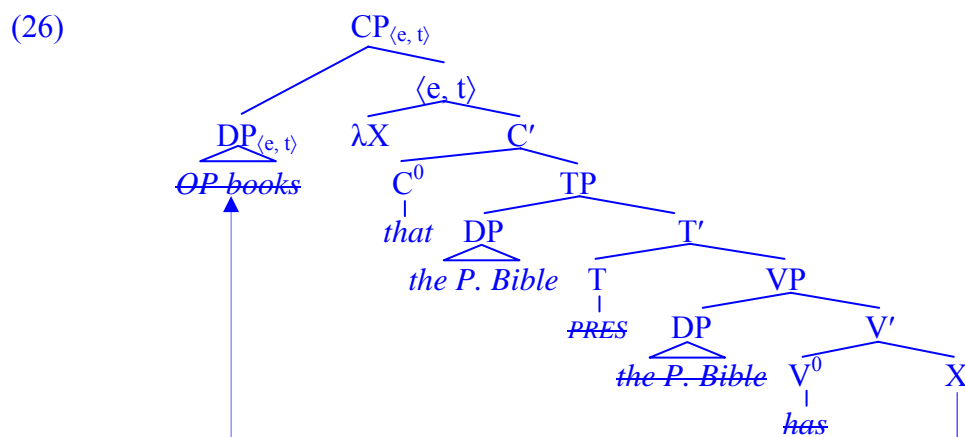 (26) CP⟨e, t⟩
⟨e, t⟩
DP⟨e, t⟩ λX C′
OP books C⁰ TP
that DP T′
the P. Bible T VP
PRES DP V′
the P. Bible V⁰ X
has